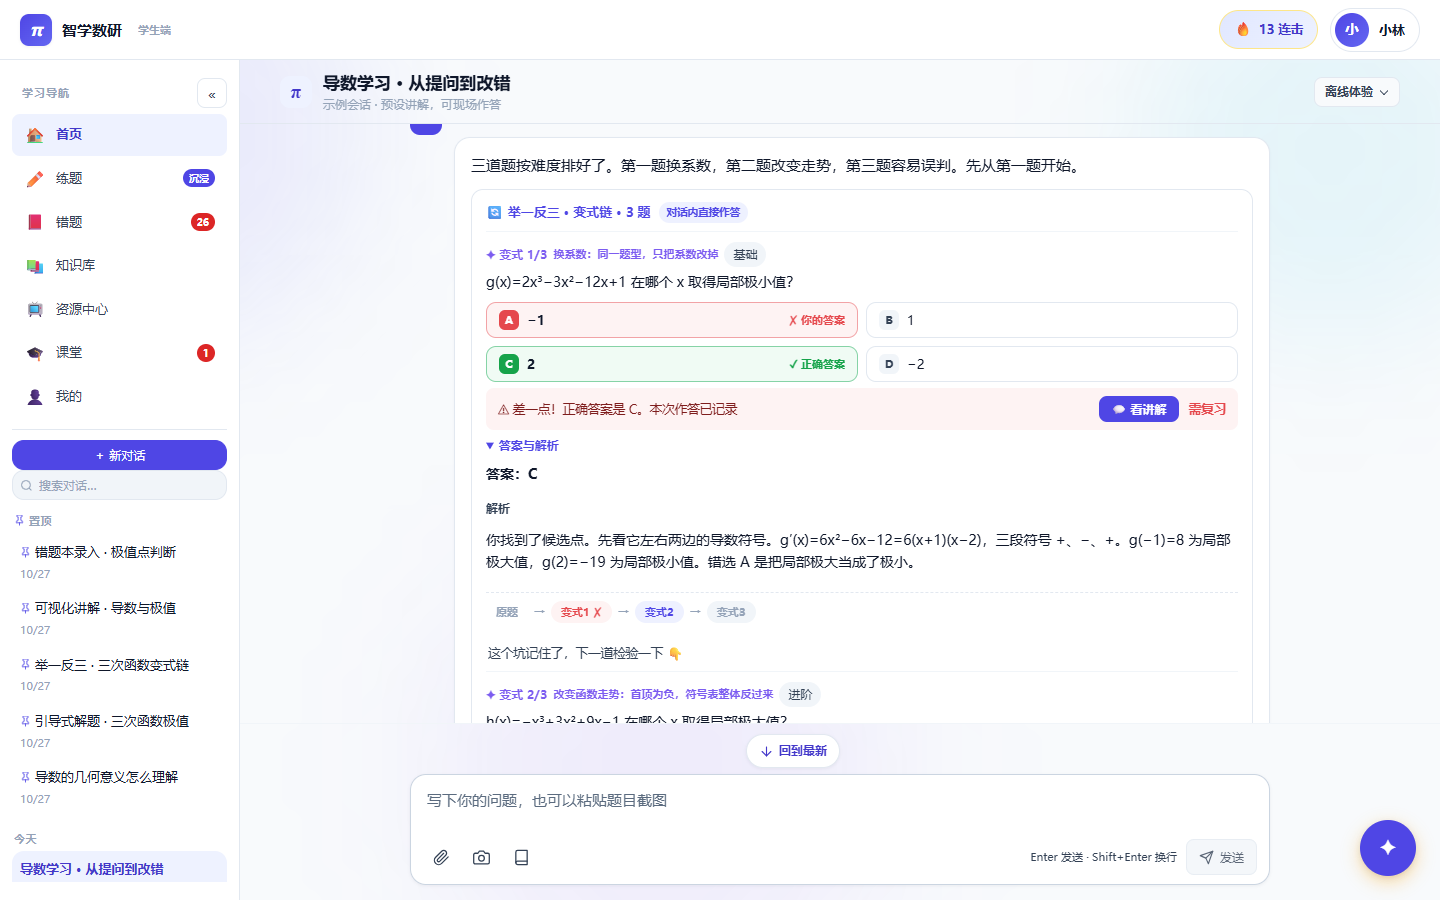 π 智学数研 学生端
13 连击
小 小林
学习导航
«
首页
练题 沉浸
错题 26
知识库
资源中心
课堂 1
我的
+ 新对话
搜索对话...
置顶
错题本录入 · 极值点判断
10/27
可视化讲解 · 导数与极值
10/27
举一反三 · 三次函数变式链
10/27
引导式解题 · 三次函数极值
10/27
导数的几何意义怎么理解
10/27
今天
导数学习 • 从提问到改错
π 导数学习 • 从提问到改错
示例会话 · 预设讲解，可现场作答
离线体验
三道题按难度排好了。第一题换系数，第二题改变走势，第三题容易误判。先从第一题开始。
举一反三 • 变式链 • 3 题 对话内直接作答
✦ 变式 1/3 换系数：同一题型，只把系数改掉 基础
g(x)=2x³−3x²−12x+1 在哪个 x 取得局部极小值？
A −1 ✗ 你的答案
B 1
C 2 ✓ 正确答案
D −2
⚠ 差一点！正确答案是 C。本次作答已记录
看讲解 需复习
▼ 答案与解析
答案：C
解析
你找到了候选点。先看它左右两边的导数符号。g′(x)=6x²−6x−12=6(x+1)(x−2)，三段符号 +、−、+。g(−1)=8 为局部
极大值，g(2)=−19 为局部极小值。错选 A 是把局部极大当成了极小。
原题 → 变式1 ✗ → 变式2 → 变式3
这个坑记住了，下一道检验一下 👇
✦ 变式 2/3 改变函数走势：首顶为负，符号表整体反过来 进阶
h(x)=−x³+3x²+9x−1 在哪个 x 取得局部极大值？
↓ 回到最新
写下你的问题，也可以粘贴题目截图
Enter 发送 · Shift+Enter 换行
发送